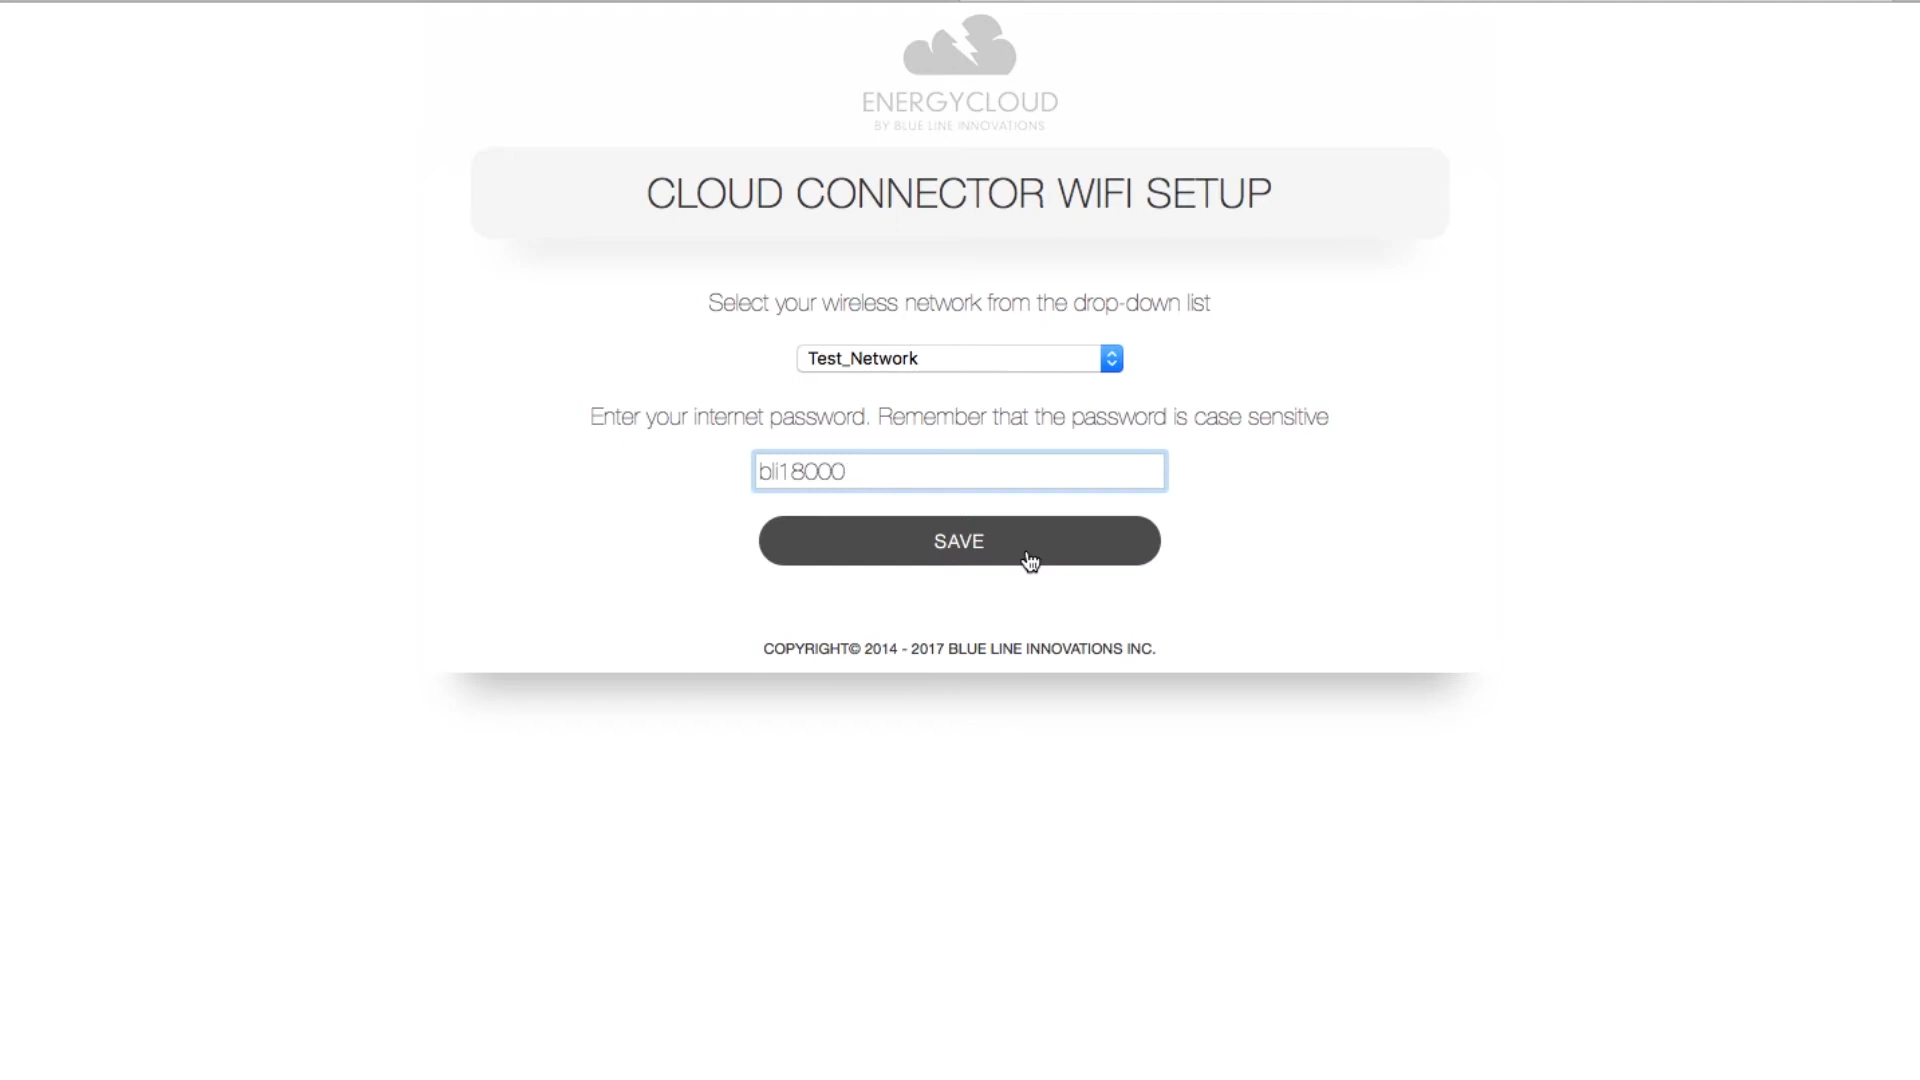 ENERGYCLOUD
BY BLUE LINE INNOVATIONS
CLOUD CONNECTOR WIFI SETUP
Select your wireless network from the drop-down list
Test_Network
Enter your internet password. Remember that the password is case sensitive
bli18000
SAVE
COPYRIGHT© 2014 - 2017 BLUE LINE INNOVATIONS INC.